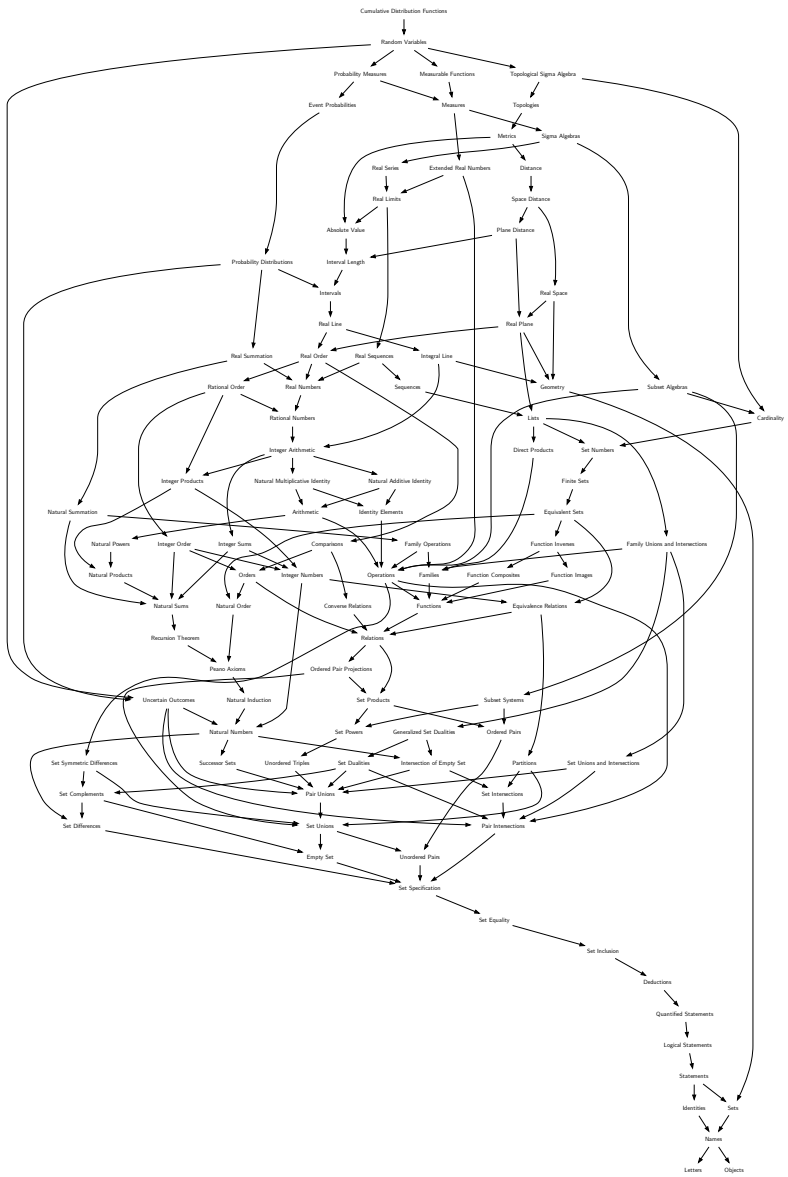 Cumulative Distribution Functions
Random Variables
Probability Measures Measurable Functions Topological Sigma Algebra
Event Probabilities Measures Topologies
Metrics Sigma Algebras
Real Series Extended Real Numbers Distance
Real Limits Space Distance
Absolute Value Plane Distance
Probability Distributions Interval Length
Intervals Real Space
Real Line Real Plane
Real Summation Real Order Real Sequences Integral Line
Rational Order Real Numbers Sequences Geometry Subset Algebras
Rational Numbers Lists Cardinality
Integer Arithmetic Direct Products Set Numbers
Integer Products Natural Multiplicative Identity Natural Additive Identity Finite Sets
Natural Summation Arithmetic Identity Elements Equivalent Sets
Natural Powers Integer Order Integer Sums Comparisons Family Operations Function Inverses Family Unions and Intersections
Natural Products Orders Integer Numbers Operations Families Function Composites Function Images
Natural Sums Natural Order Converse Relations Functions Equivalence Relations
Recursion Theorem Relations
Peano Axioms Ordered Pair Projections
Uncertain Outcomes Natural Induction Set Products Subset Systems
Natural Numbers Set Powers Generalized Set Dualities Ordered Pairs
Set Symmetric Differences Successor Sets Unordered Triples Set Dualities Intersection of Empty Set Partitions Set Unions and Intersections
Set Complements Pair Unions Set Intersections
Set Differences Set Unions Pair Intersections
Empty Set Unordered Pairs
Set Specification
Set Equality
Set Inclusion
Deductions
Quantified Statements
Logical Statements
Statements
Identities Sets
Names
Letters Objects